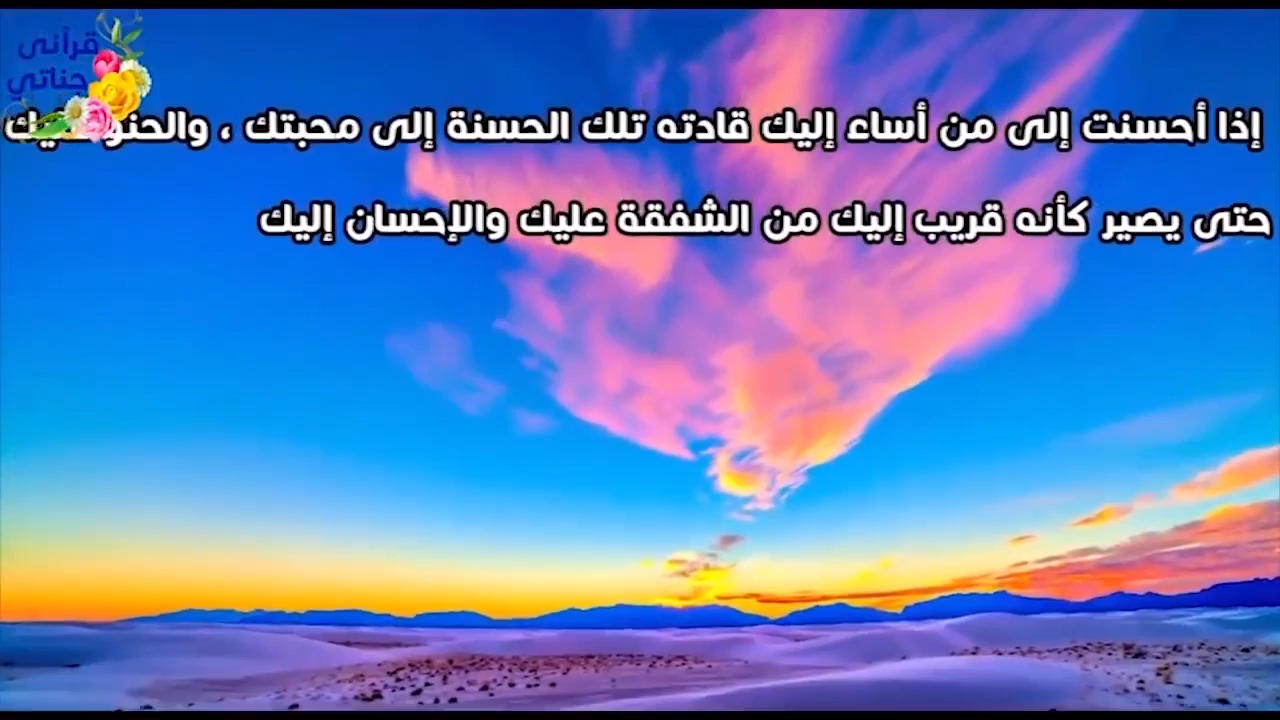 قرآنى
جناتي
إذا أحسنت إلى من أساء إليك قادته تلك الحسنة إلى محبتك ، والحنو
حتى يصير كأنه قريب إليك من الشفقة عليك والإحسان إليك